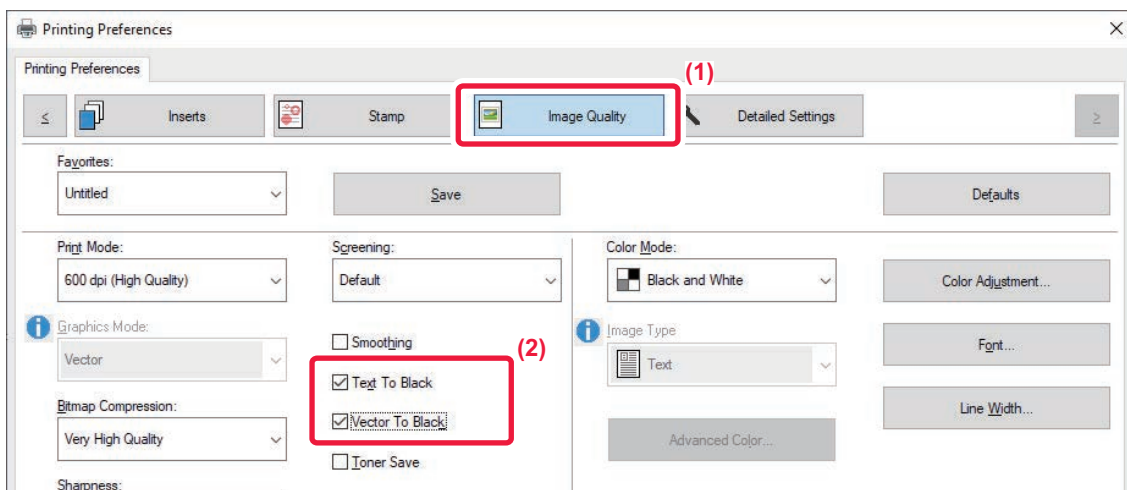 Printing Preferences
Printing Preferences
(1)
≤ Inserts Stamp Image Quality Detailed Settings ≥
Favorites:
Untitled Save Defaults
Print Mode: Screening: Color Mode:
600 dpi (High Quality) Default Black and White Color Adjustment...
Graphics Mode: Smoothing (2) Image Type Font...
Vector Text To Black Text
Bitmap Compression: Vector To Black Line Width...
Very High Quality Toner Save Advanced Color...
Sharpness: